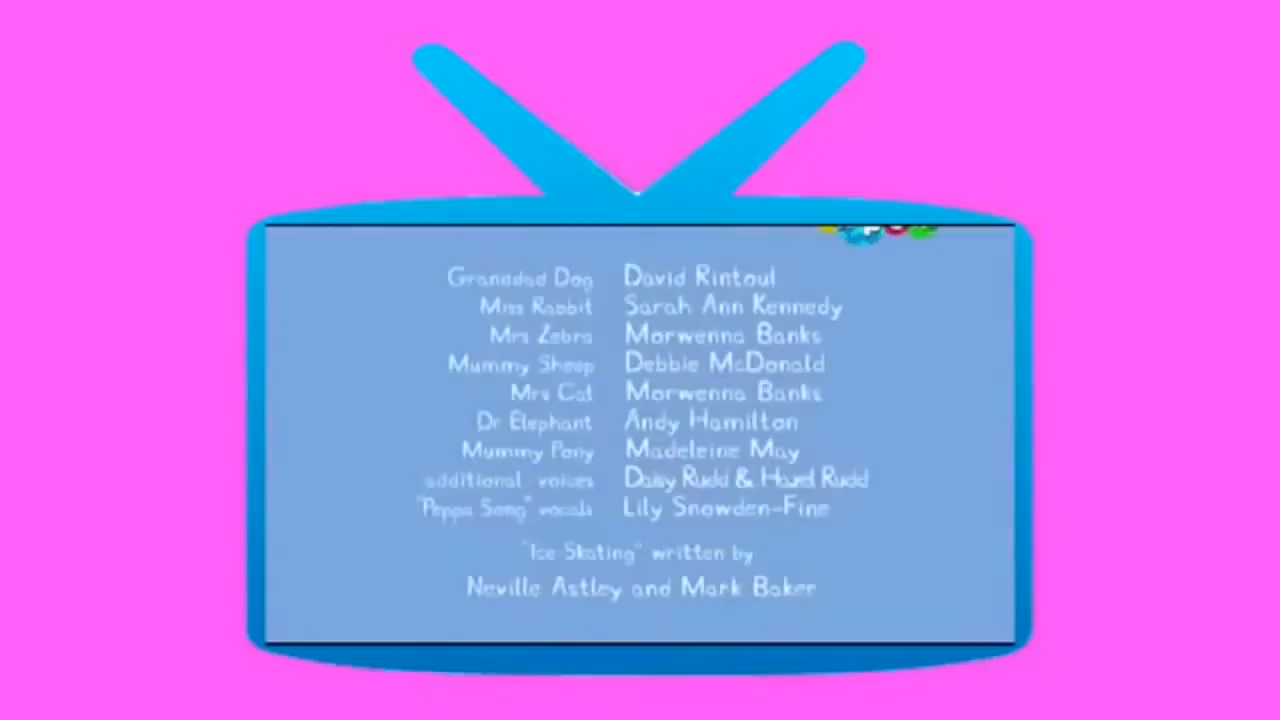 Granddad Dog David Rintoul
Miss Rabbit Sarah Ann Kennedy
Mrs Zebra Morwenna Banks
Mummy Sheep Debbie McDonald
Mrs Cat Morwenna Banks
Dr Elephant Andy Hamilton
Mummy Pony Madeleine May
additional voices Daisy Rudd & Hazel Rudd
"Peppa Song" vocals Lily Snowden-Fine
"Ice Skating" written by
Neville Astley and Mark Baker